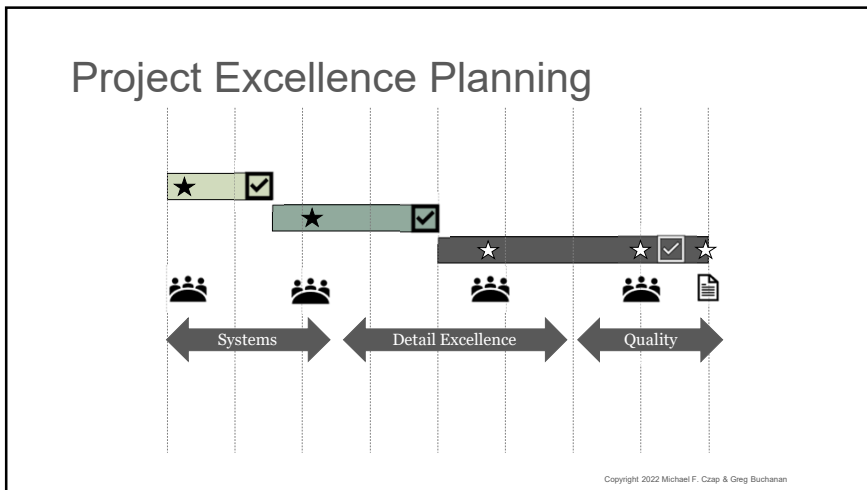 Project Excellence Planning
Systems
Detail Excellence
Quality
Copyright 2022 Michael F. Czap & Greg Buchanan